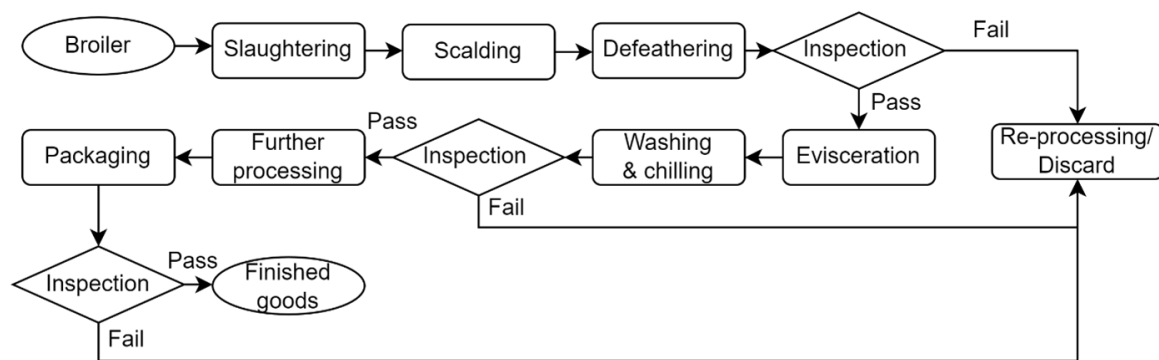 Broiler
Slaughtering
Scalding
Defeathering
Inspection
Fail
Pass
Re-processing/
Discard
Evisceration
Washing
& chilling
Inspection
Pass
Fail
Further
processing
Packaging
Inspection
Pass
Fail
Finished
goods